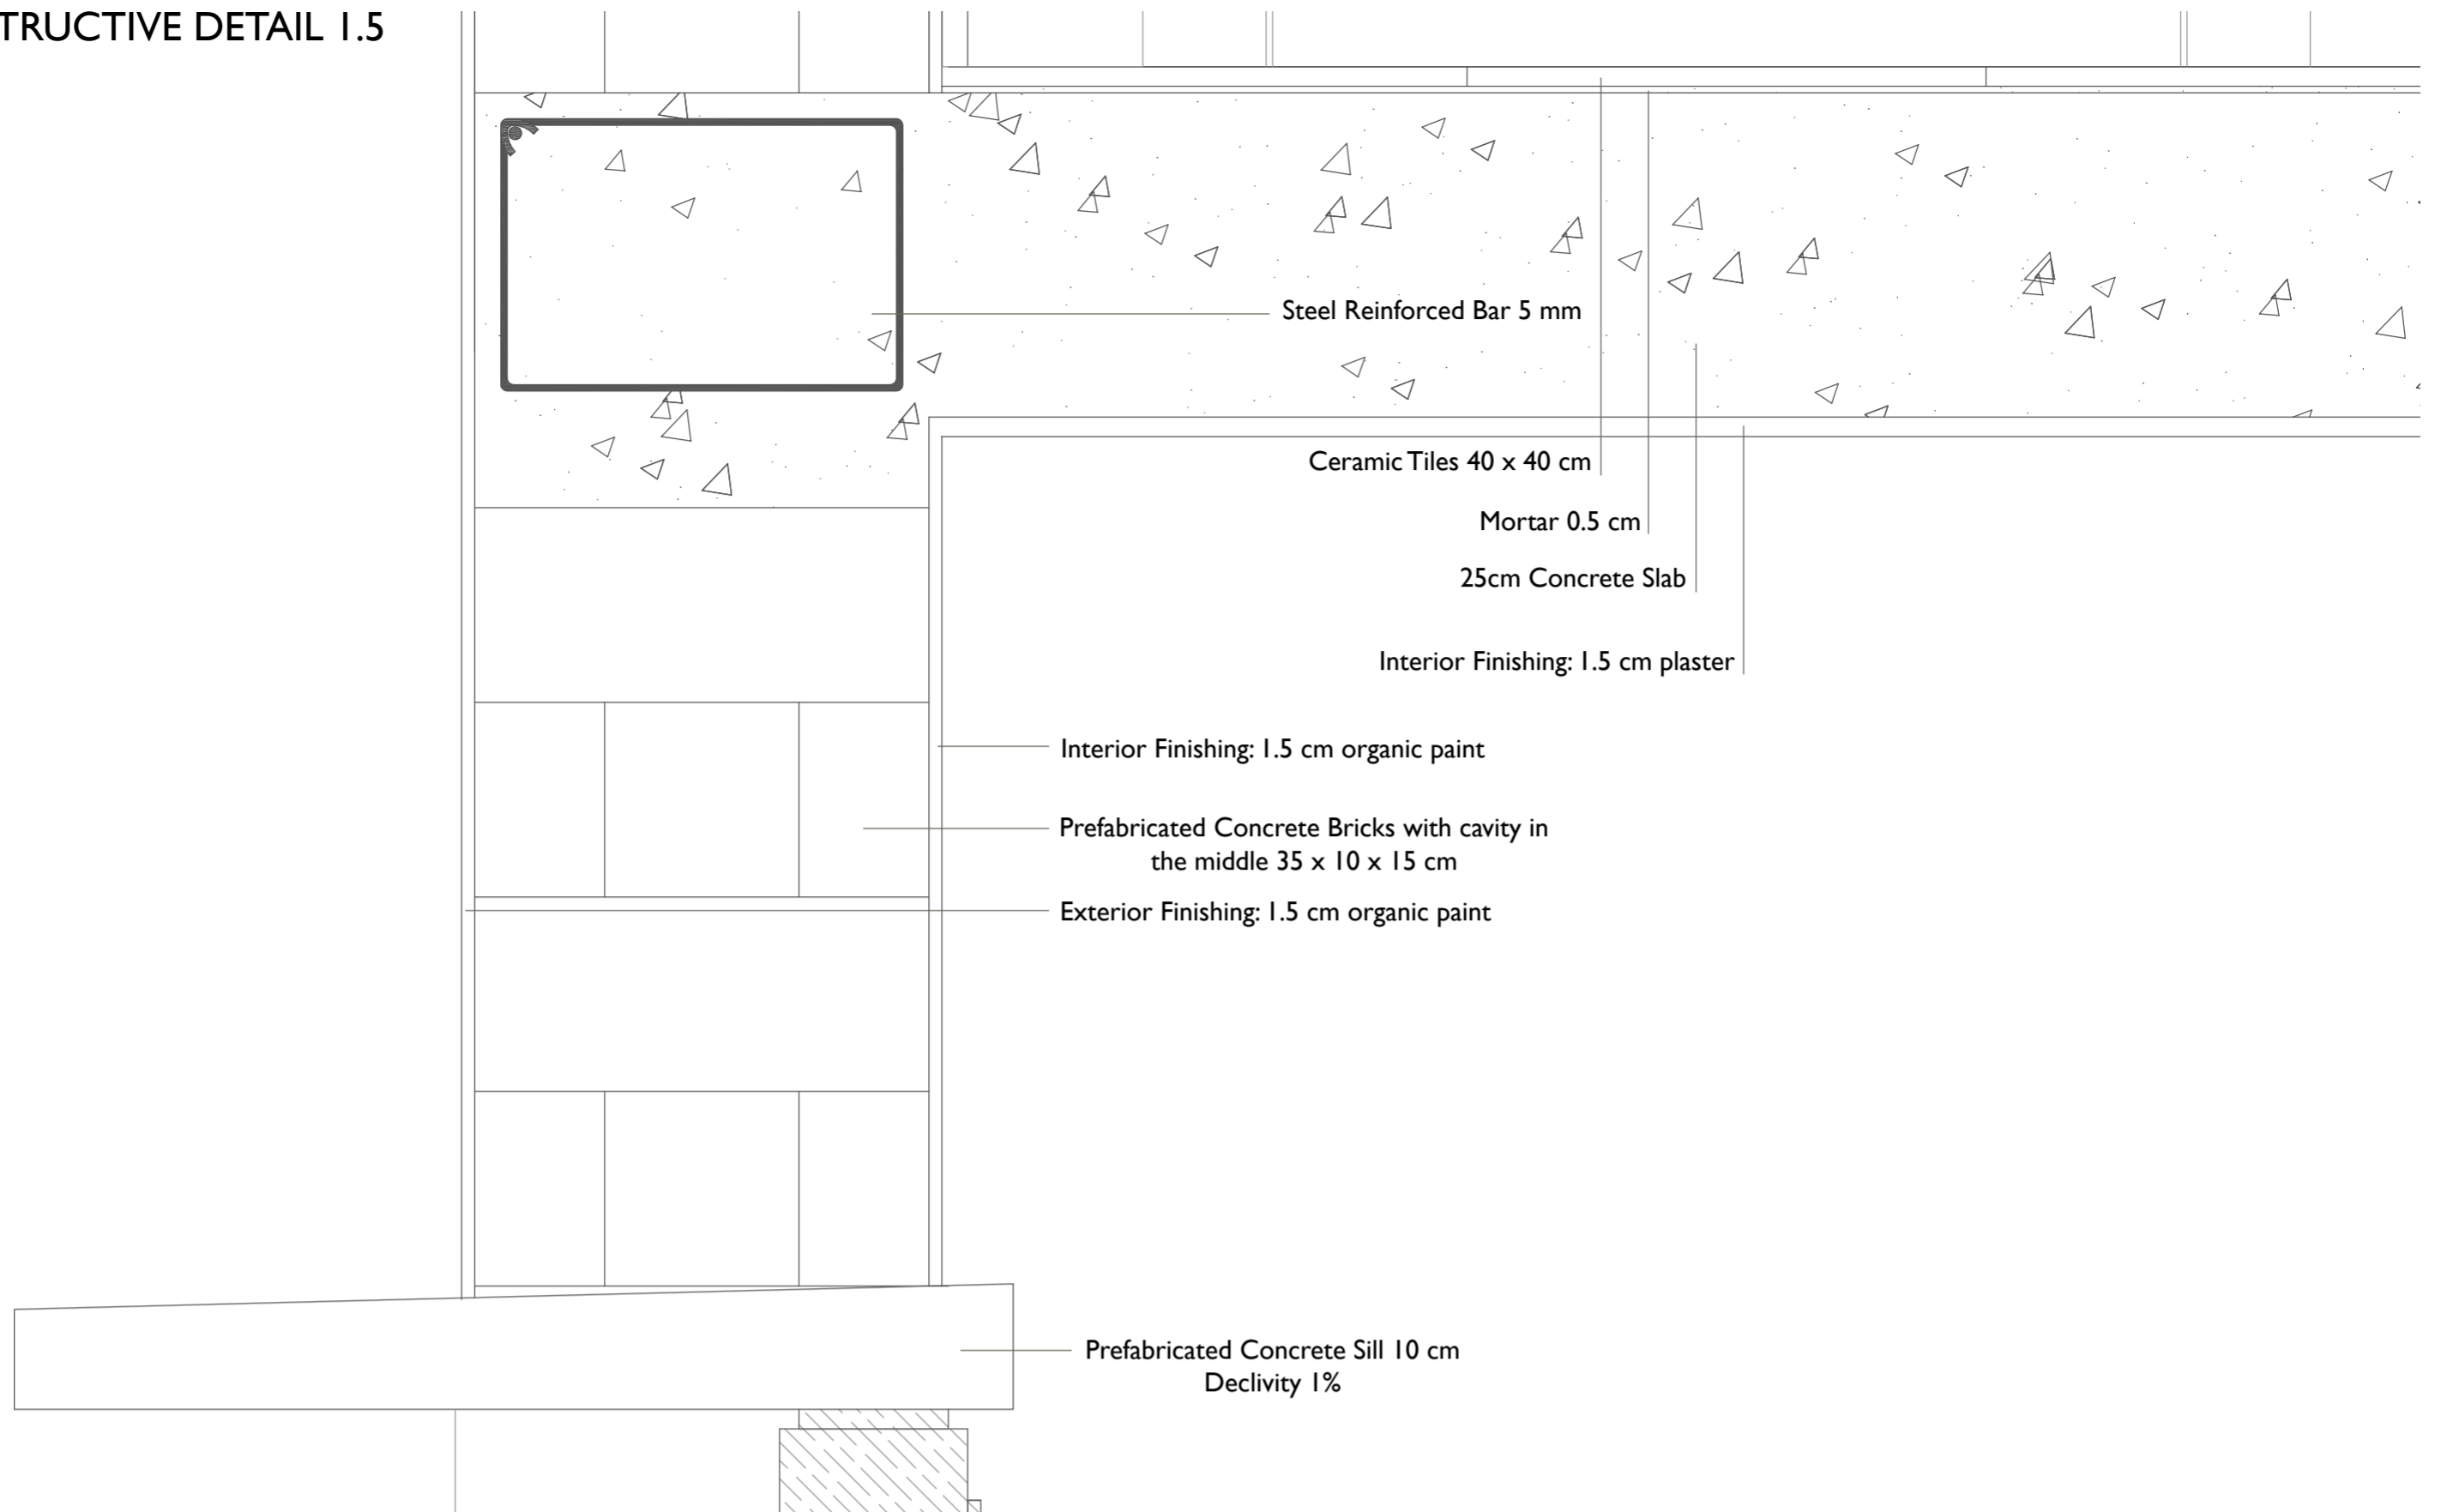 TRUCTIVE DETAIL 1.5
Steel Reinforced Bar 5 mm
Ceramic Tiles 40 x 40 cm
Mortar 0.5 cm
25cm Concrete Slab
Interior Finishing: 1.5 cm plaster
Interior Finishing: 1.5 cm organic paint
Prefabricated Concrete Bricks with cavity in
the middle 35 x 10 x 15 cm
Exterior Finishing: 1.5 cm organic paint
Prefabricated Concrete Sill 10 cm
Declivity 1%